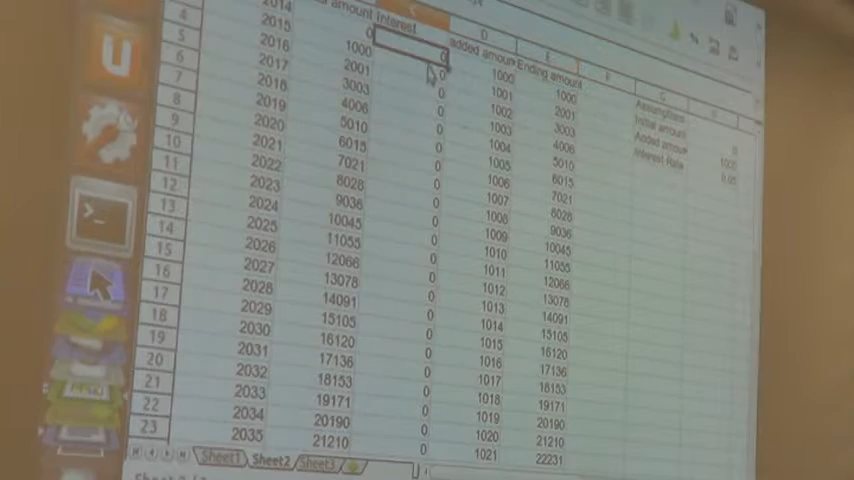 amount Interest
D
E
F
G
H
added amoun Ending amount
2014 0 0 1000 1000
2015 1000 0 1001 2001
4 2016 2001 0 1002 3003
5 2017 3003 0 1003 4006
6 2018 4006 0 1004 5010
7 2019 5010 0 1005 6015
8 2020 6015 0 1006 7021
9 2021 7021 0 1007 8028
10 2022 8028 0 1008 9036
11 2023 9036 0 1009 10045
12 2024 10045 0 1010 11055
13 2025 11055 0 1011 12066
14 2026 12066 0 1012 13078
15 2027 13078 0 1013 14091
16 2028 14091 0 1014 15105
17 2029 15105 0 1015 16120
18 2030 16120 0 1016 17136
19 2031 17136 0 1017 18153
20 2032 18153 0 1018 19171
21 2033 19171 0 1019 20190
22 2034 20190 0 1020 21210
23 2035 21210 0 1021 22231
Assumptions
Initial amount 0
Added amoun 1000
Interest Rate 0.05
Sheet1 Sheet2 Sheet3